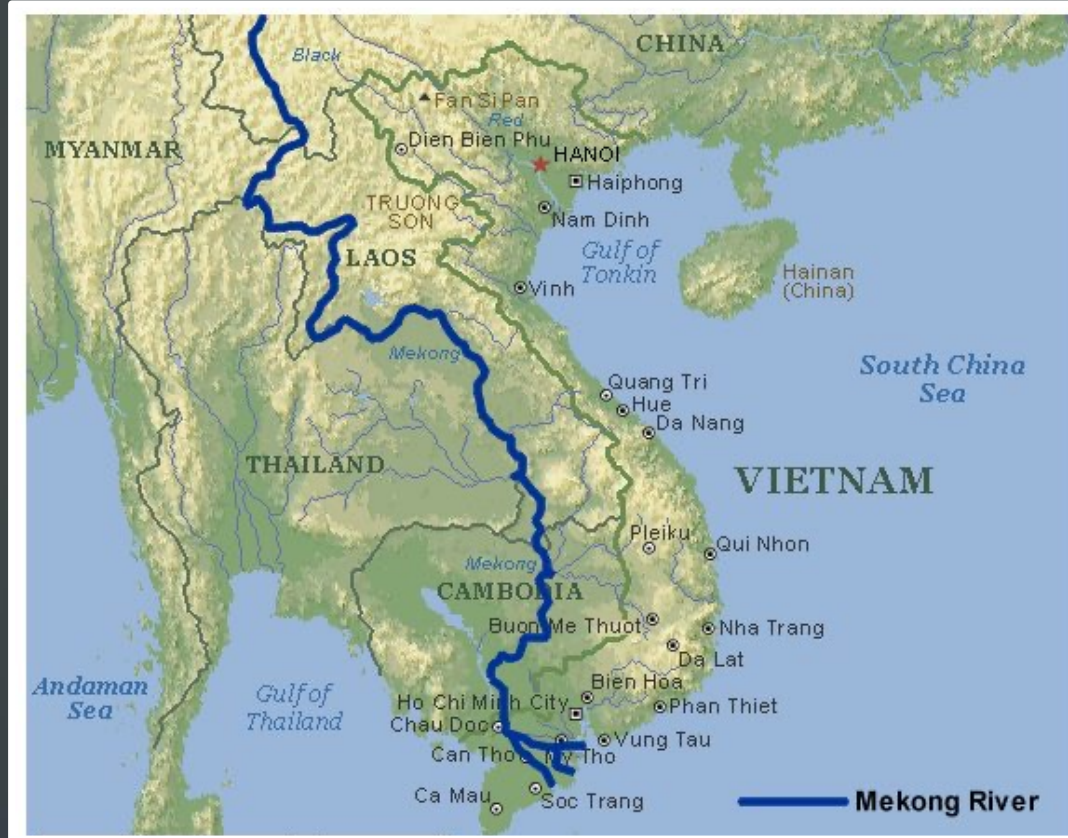 CHINA
Black
Fan Si Pan
Red
MYANMAR
Dien Bien Phu
HANOI
Haiphong
TRUONG
SON
Nam Dinh
LAOS
Gulf of
Tonkin
Hainan
(China)
Vinh
Mekong
South China
Sea
Quang Tri
Hue
Da Nang
THAILAND
VIETNAM
Pleiku
Qui Nhon
Mekong
CAMBODIA
Buon Me Thuot
Nha Trang
Da Lat
Andaman
Sea
Gulf of
Thailand
Bien Hoa
Ho Chi Minh City
Phan Thiet
Chau Doc
Vung Tau
Can Tho
My Tho
Ca Mau
Soc Trang
Mekong River